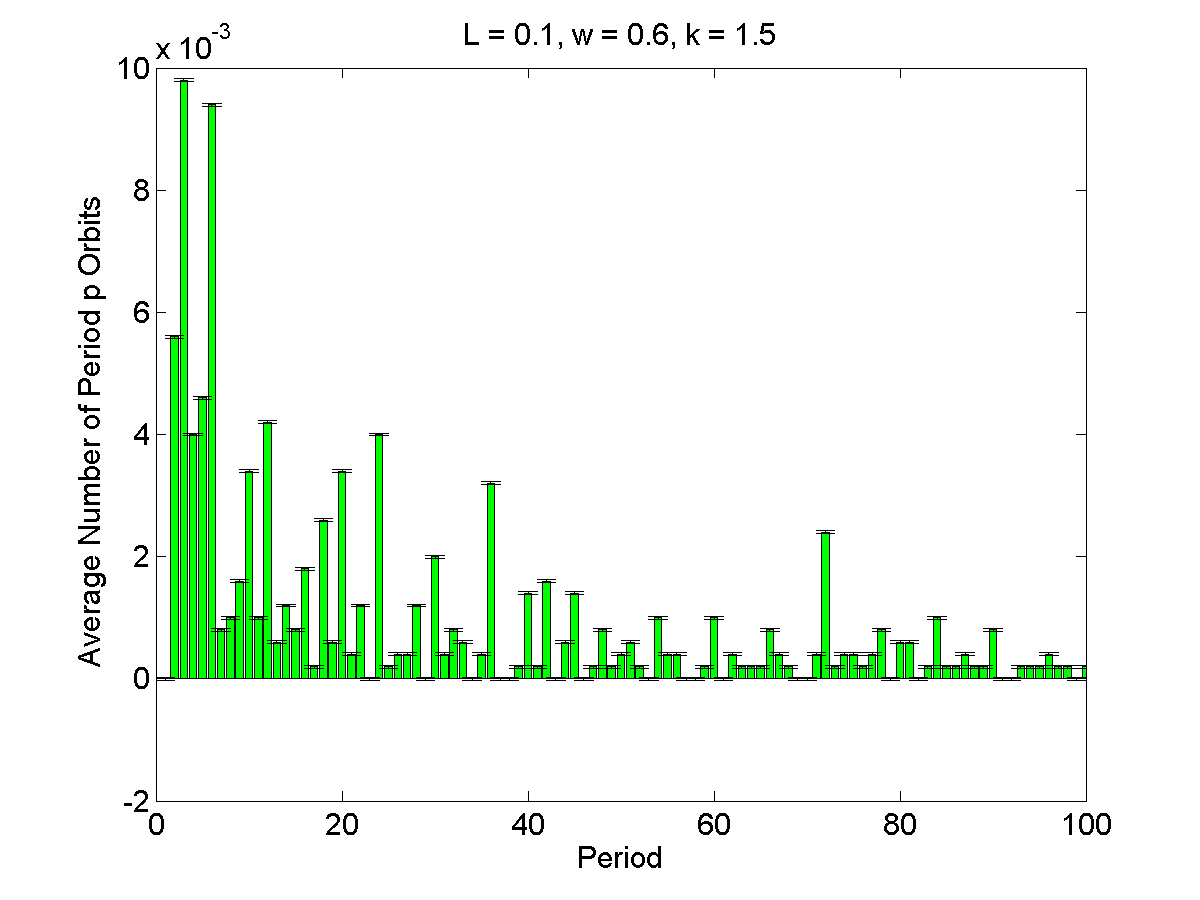 L = 0.1, w = 0.6, k = 1.5
x 10^-3
10
8
6
4
2
0
-2
Average Number of Period p Orbits
0 20 40 60 80 100
Period